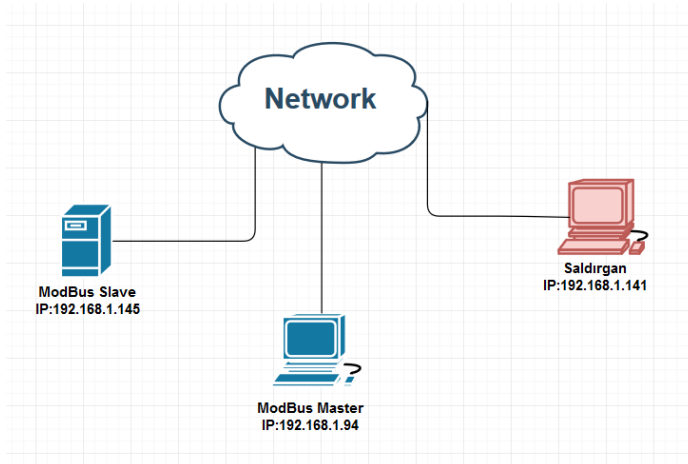 Network
Saldırgan
IP:192.168.1.141
ModBus Slave
IP:192.168.1.145
ModBus Master
IP:192.168.1.94